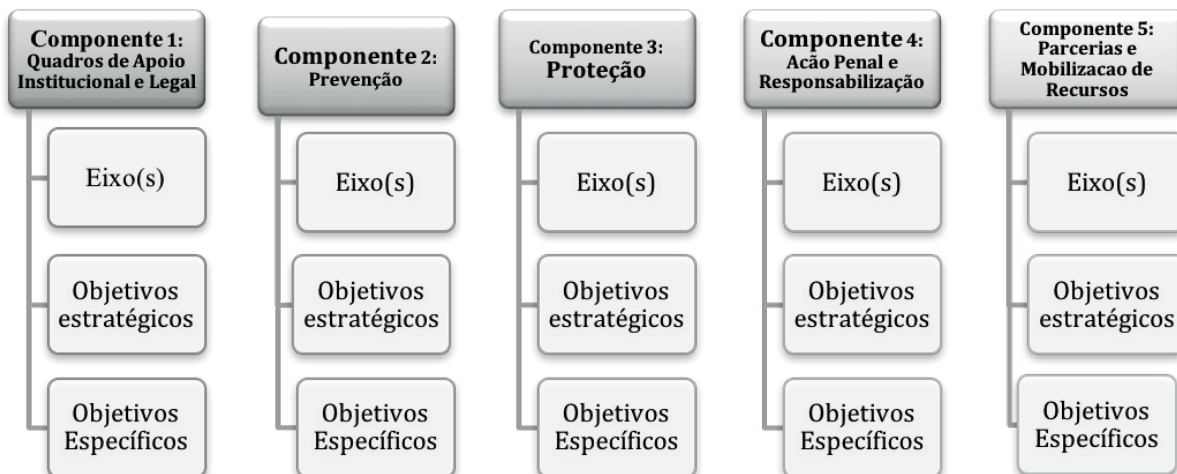 Componente 1:
Quadros de Apoio
Institucional e Legal
Eixo(s)
Objetivos
estratégicos
Objetivos
Específicos
Componente 2:
Prevenção
Eixo(s)
Objetivos
estratégicos
Objetivos
Específicos
Componente 3:
Proteção
Eixo(s)
Objetivos
estratégicos
Objetivos
Específicos
Componente 4:
Acão Penal e
Responsabilização
Eixo(s)
Objetivos
estratégicos
Objetivos
Específicos
Componente 5:
Parcerias e
Mobilizacao de
Recursos
Eixo(s)
Objetivos
estratégicos
Objetivos
Específicos